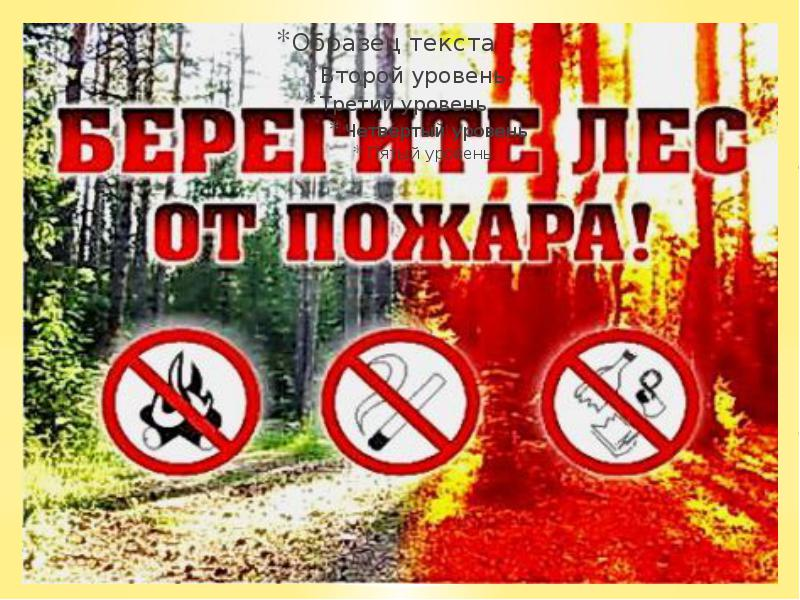 *Образец текста
*Второй уровень
*Третий уровень
*Четвертый уровень
*Пятый уровень
БЕРЕГИТЕ ЛЕС
ОТ ПОЖАРА!